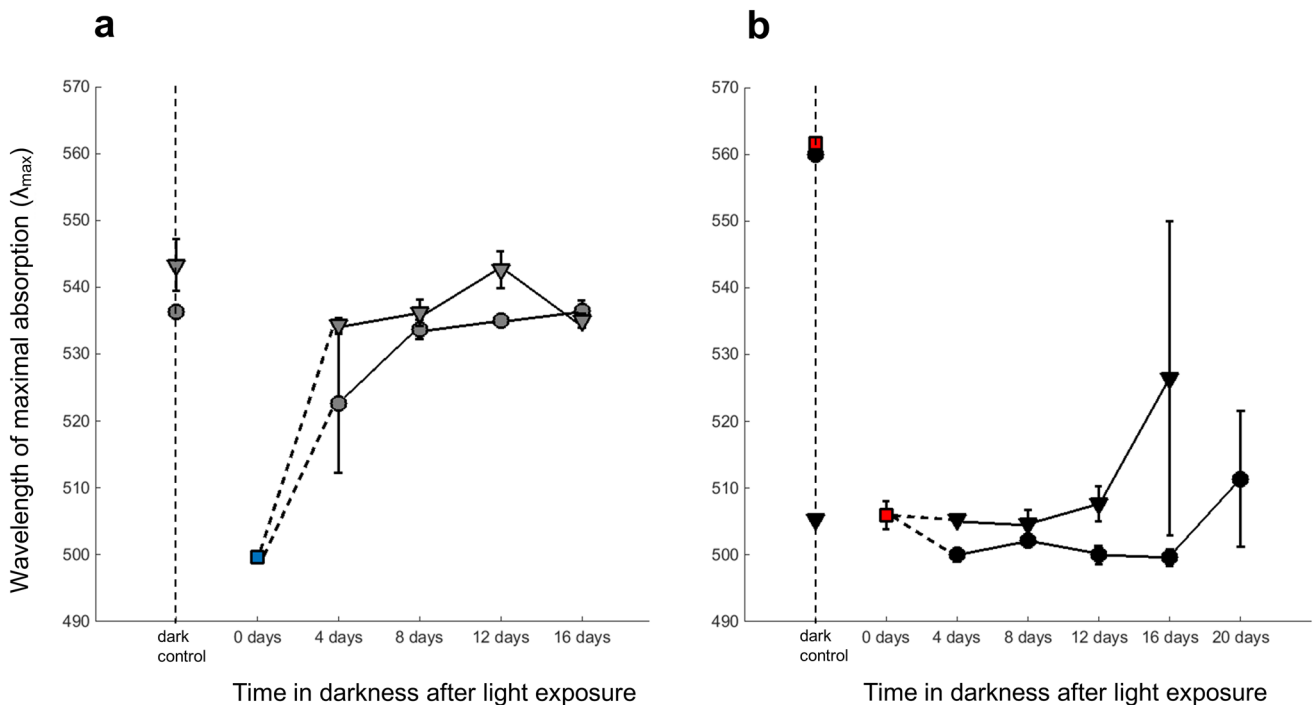 a
Wavelength of maximal absorption (λmax)
570
560
550
540
530
520
510
500
490
dark
control
0 days
4 days
8 days
12 days
16 days
Time in darkness after light exposure
b
570
560
550
540
530
520
510
500
490
dark
control
0 days
4 days
8 days
12 days
16 days
20 days
Time in darkness after light exposure